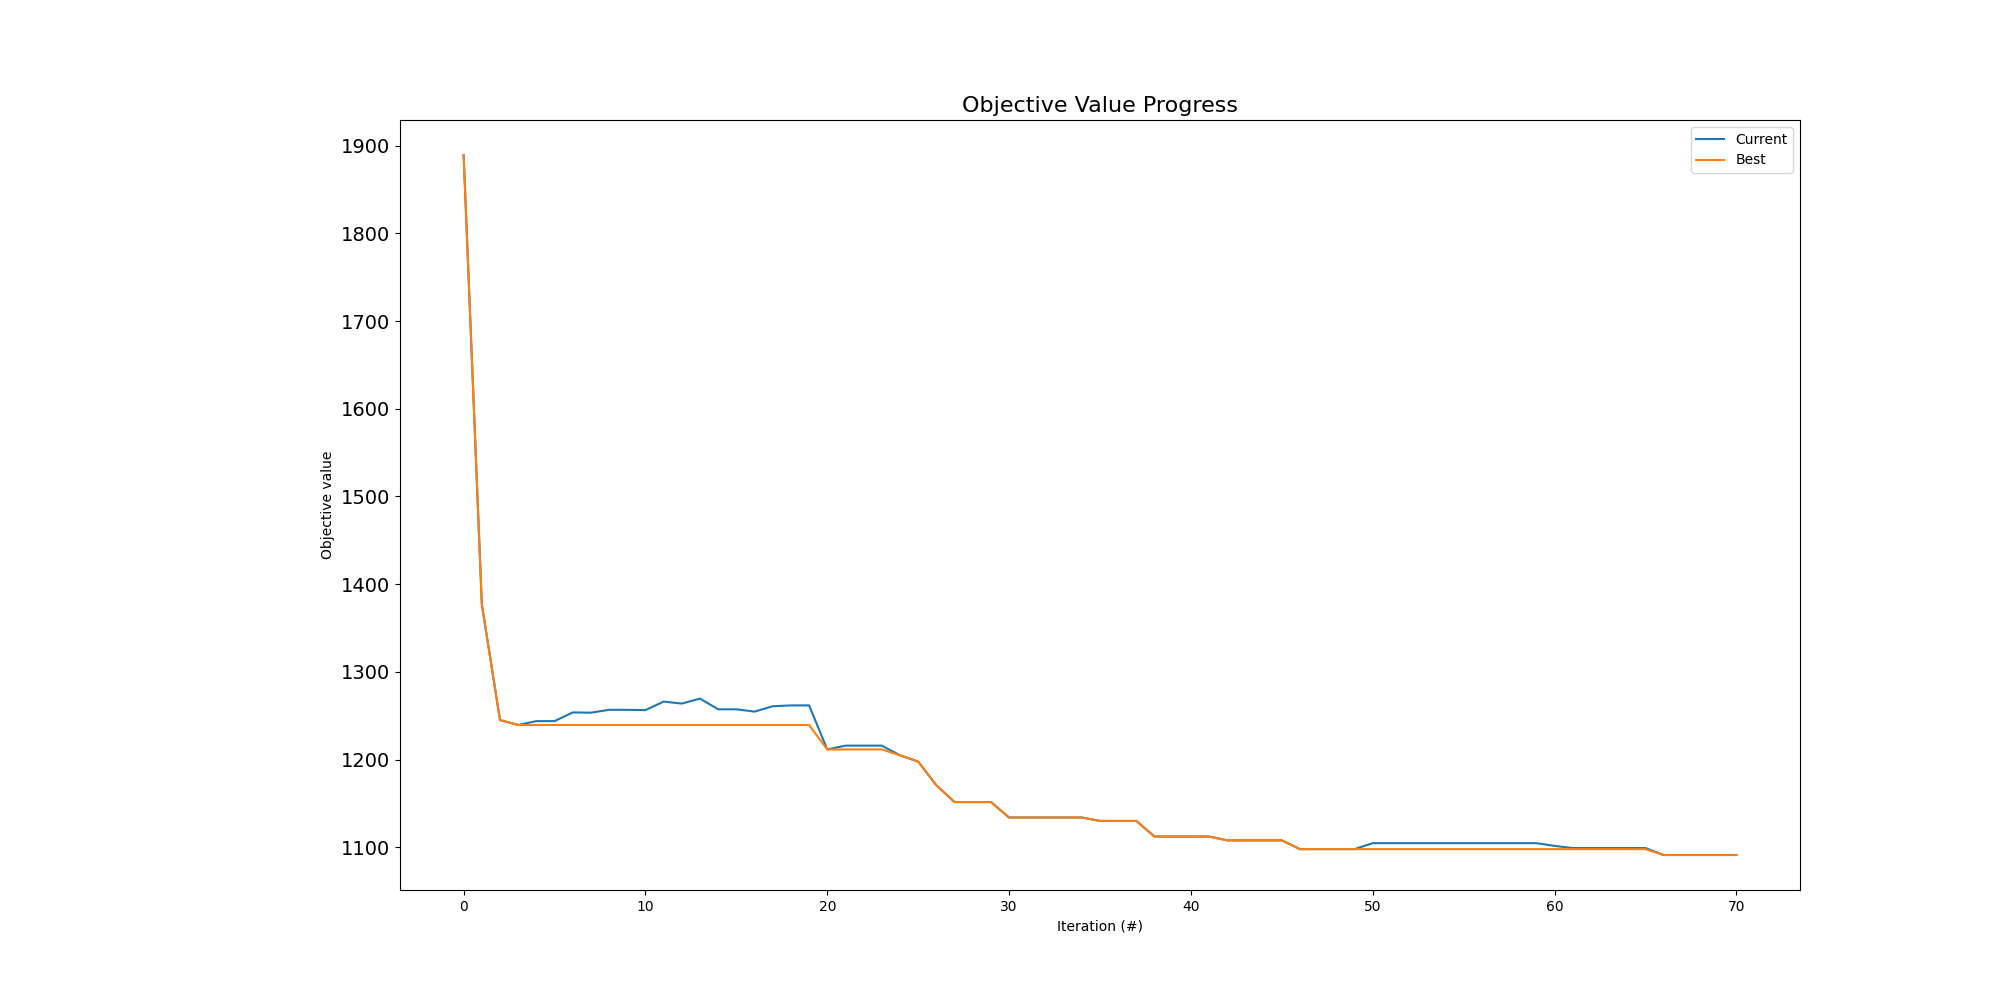 Objective Value Progress
Current
Best
1900
1800
1700
1600
1500
1400
1300
1200
1100
Objective value
0 10 20 30 40 50 60 70
Iteration (#)